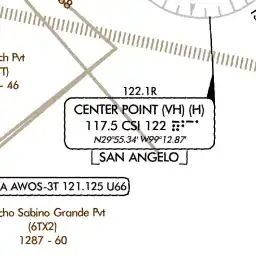 68
ch Pvt
T)
- 46
122.1R
CENTER POINT (VH) (H)
117.5 CSI 122
N29°55.34' W99°12.87'
SAN ANGELO
A AWOS-3T 121.125 U66
cho Sabino Grande Pvt
(6TX2)
1287 - 60